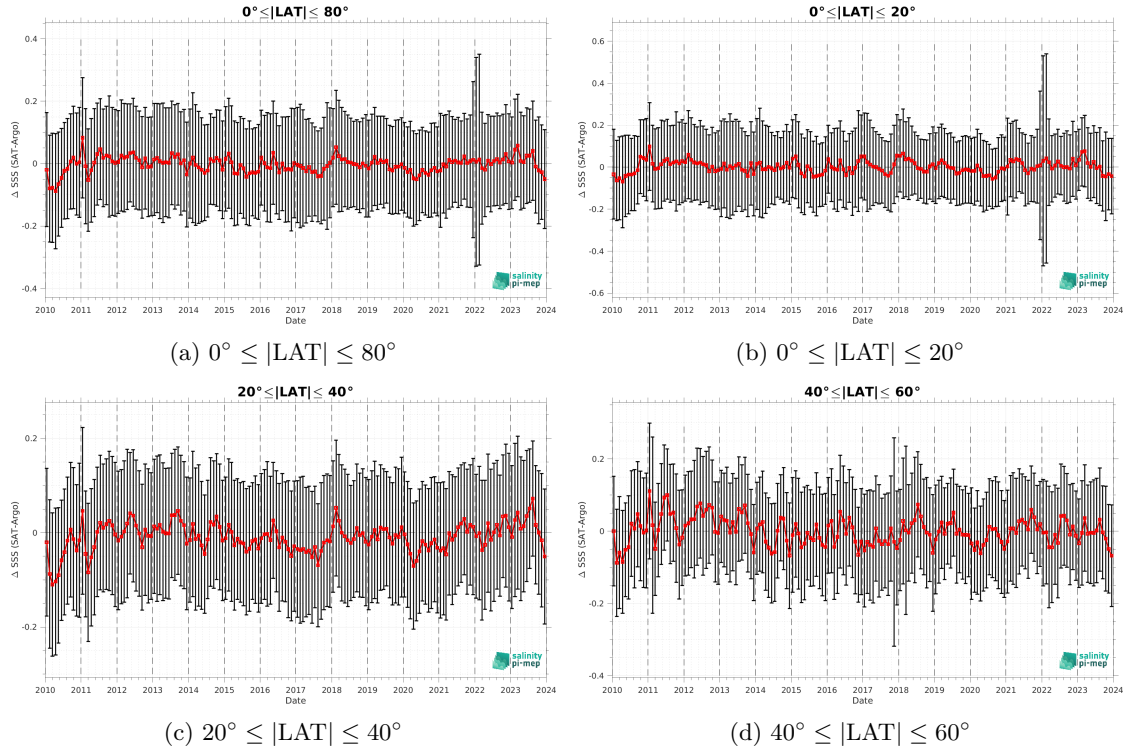 0°≤|LAT|≤ 80°
0.4
0.2
0
-0.2
-0.4
Δ SSS (SAT-Argo)
2010 2011 2012 2013 2014 2015 2016 2017 2018 2019 2020 2021 2022 2023 2024
Date
salinity
pi-mep
(a) 0° ≤ |LAT| ≤ 80°
0°≤|LAT|≤ 20°
0.6
0.4
0.2
0
-0.2
-0.4
-0.6
Δ SSS (SAT-Argo)
2010 2011 2012 2013 2014 2015 2016 2017 2018 2019 2020 2021 2022 2023 2024
Date
salinity
pi-mep
(b) 0° ≤ |LAT| ≤ 20°
20°≤|LAT|≤ 40°
0.2
0
-0.2
Δ SSS (SAT-Argo)
2010 2011 2012 2013 2014 2015 2016 2017 2018 2019 2020 2021 2022 2023 2024
Date
salinity
pi-mep
(c) 20° ≤ |LAT| ≤ 40°
40°≤|LAT|≤ 60°
0.2
0
-0.2
-0.4
Δ SSS (SAT-Argo)
2010 2011 2012 2013 2014 2015 2016 2017 2018 2019 2020 2021 2022 2023 2024
Date
salinity
pi-mep
(d) 40° ≤ |LAT| ≤ 60°